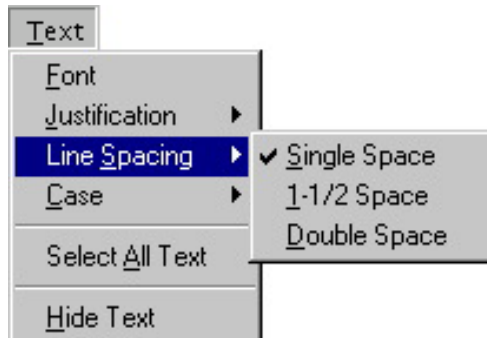 Text
Font
Justification
Line Spacing
Single Space
1-1/2 Space
Double Space
Case
Select All Text
Hide Text